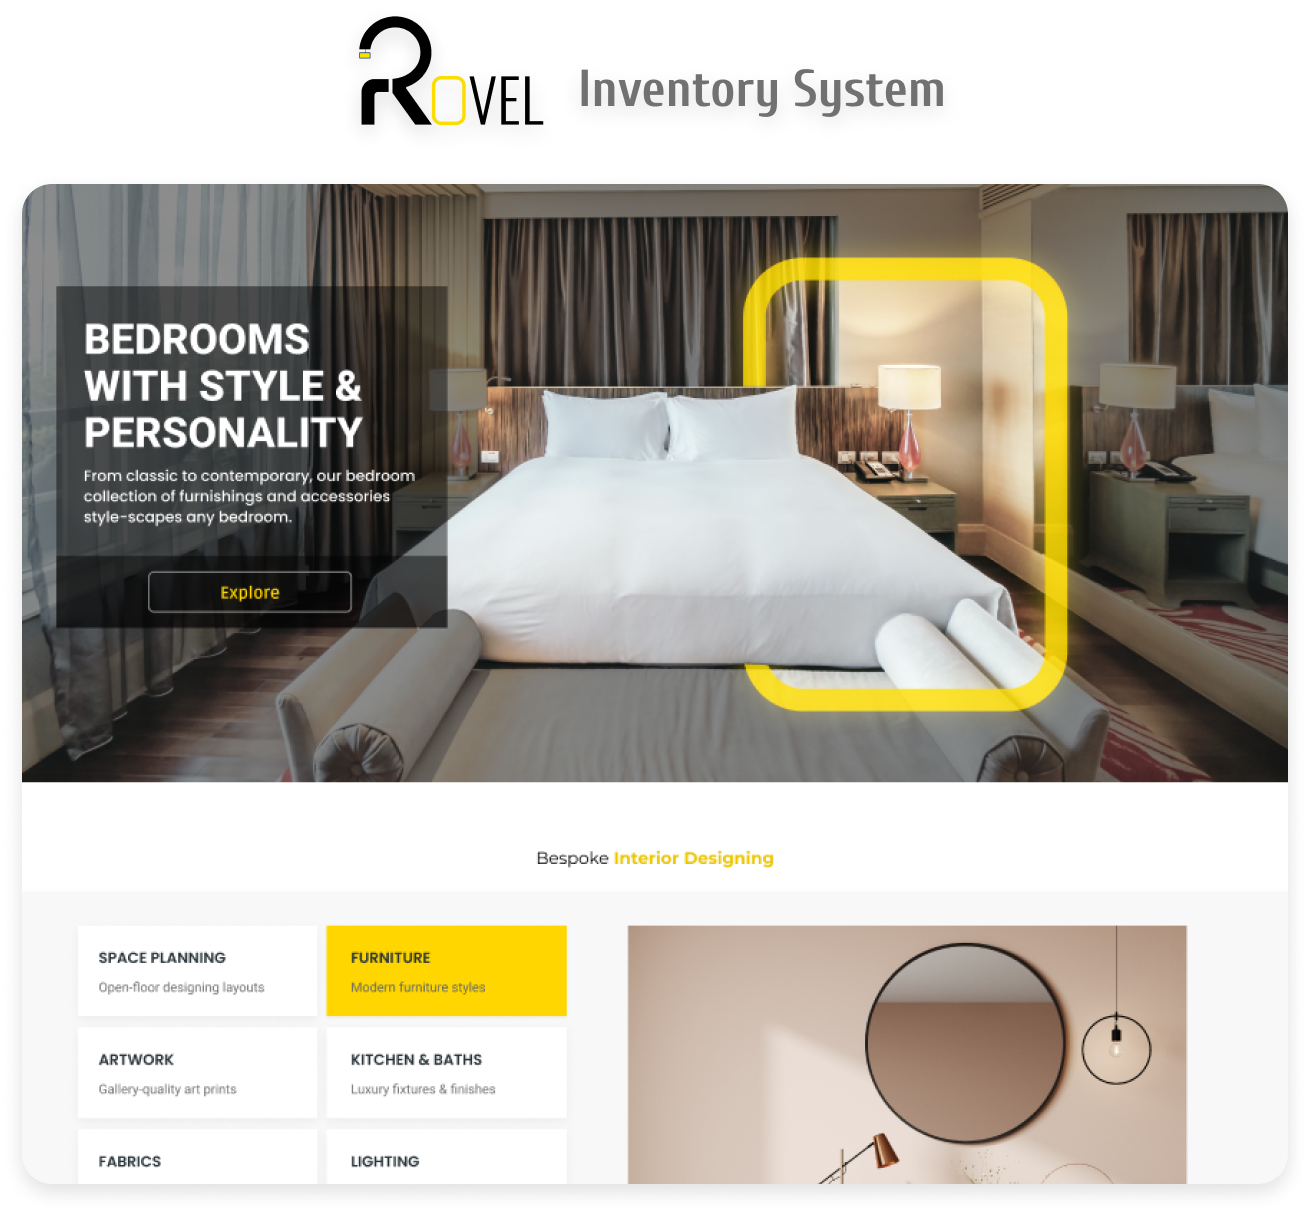 ROVEL Inventory System
BEDROOMS
WITH STYLE &
PERSONALITY
From classic to contemporary, our bedroom
collection of furnishings and accessories
style-scapes any bedroom.
Explore
Bespoke Interior Designing
SPACE PLANNING
Open-floor designing layouts
FURNITURE
Modern furniture styles
ARTWORK
Gallery-quality art prints
KITCHEN & BATHS
Luxury fixtures & finishes
FABRICS
LIGHTING